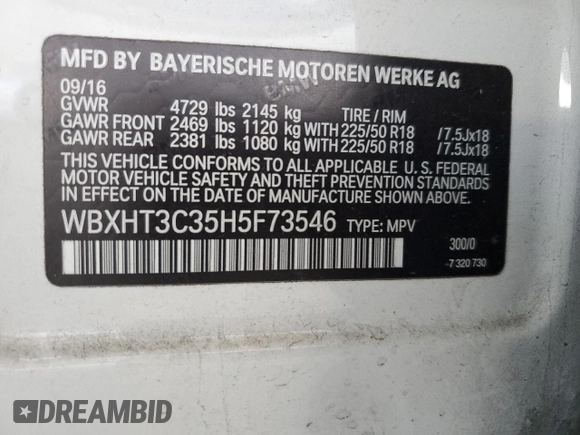 MFD BY BAYERISCHE MOTOREN WERKE AG
09/16
GVWR 4729 lbs 2145 kg TIRE / RIM
GAWR FRONT 2469 lbs 1120 kg WITH 225/50 R18 /7.5Jx18
GAWR REAR 2381 lbs 1080 kg WITH 225/50 R18 /7.5Jx18
THIS VEHICLE CONFORMS TO ALL APPLICABLE U. S. FEDERAL
MOTOR VEHICLE SAFETY AND THEFT PREVENTION STANDARDS
IN EFFECT ON THE DATE OF MANUFACTURE SHOWN ABOVE.
WBXHT3C35H5F73546 TYPE: MPV
300/0
-7 320 730
DREAMBID